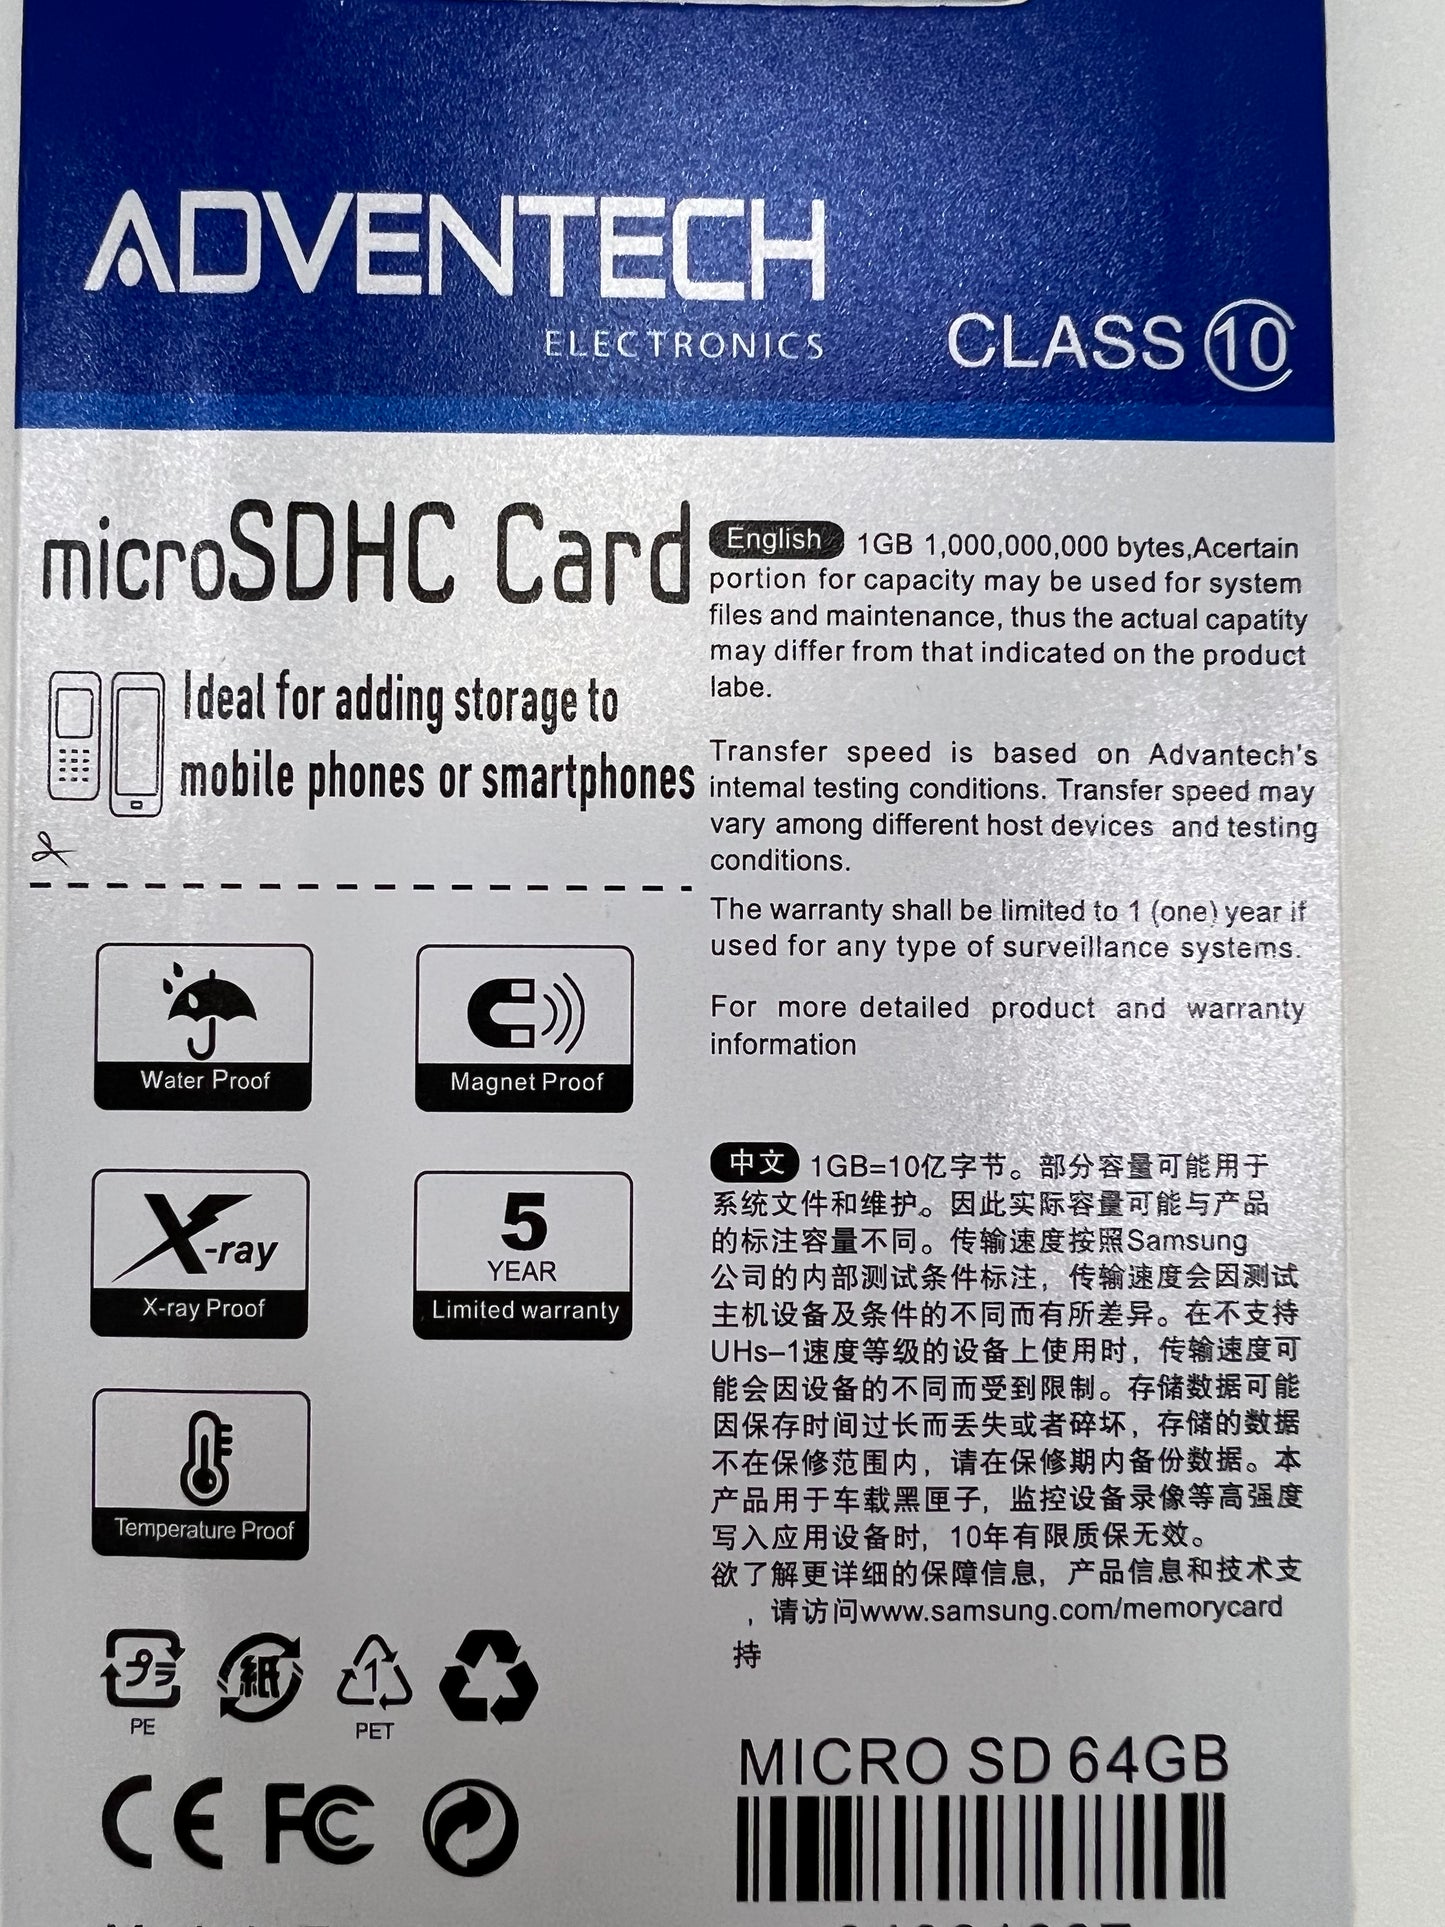 ADVENTECH
ELECTRONICS
CLASS 10
microSDHC Card
Ideal for adding storage to
mobile phones or smartphones
Water Proof
Magnet Proof
X-ray
X-ray Proof
5
YEAR
Limited warranty
Temperature Proof
プラ
PE
紙
1
PET
CE FC
English 1GB 1,000,000,000 bytes,Acertain
portion for capacity may be used for system
files and maintenance, thus the actual capatity
may differ from that indicated on the product
labe.
Transfer speed is based on Advantech's
intemal testing conditions. Transfer speed may
vary among different host devices and testing
conditions.
The warranty shall be limited to 1 (one) year if
used for any type of surveillance systems.
For more detailed product and warranty
information
中文 1GB=10亿字节。部分容量可能用于
系统文件和维护。因此实际容量可能与产品
的标注容量不同。传输速度按照Samsung
公司的内部测试条件标注，传输速度会因测试
主机设备及条件的不同而有所差异。在不支持
UHs–1速度等级的设备上使用时，传输速度可
能会因设备的不同而受到限制。存储数据可能
因保存时间过长而丢失或者碎坏，存储的数据
不在保修范围内，请在保修期内备份数据。本
产品用于车载黑匣子，监控设备录像等高强度
写入应用设备时，10年有限质保无效。
欲了解更详细的保障信息，产品信息和技术支
，请访问www.samsung.com/memorycard
持
MICRO SD 64GB